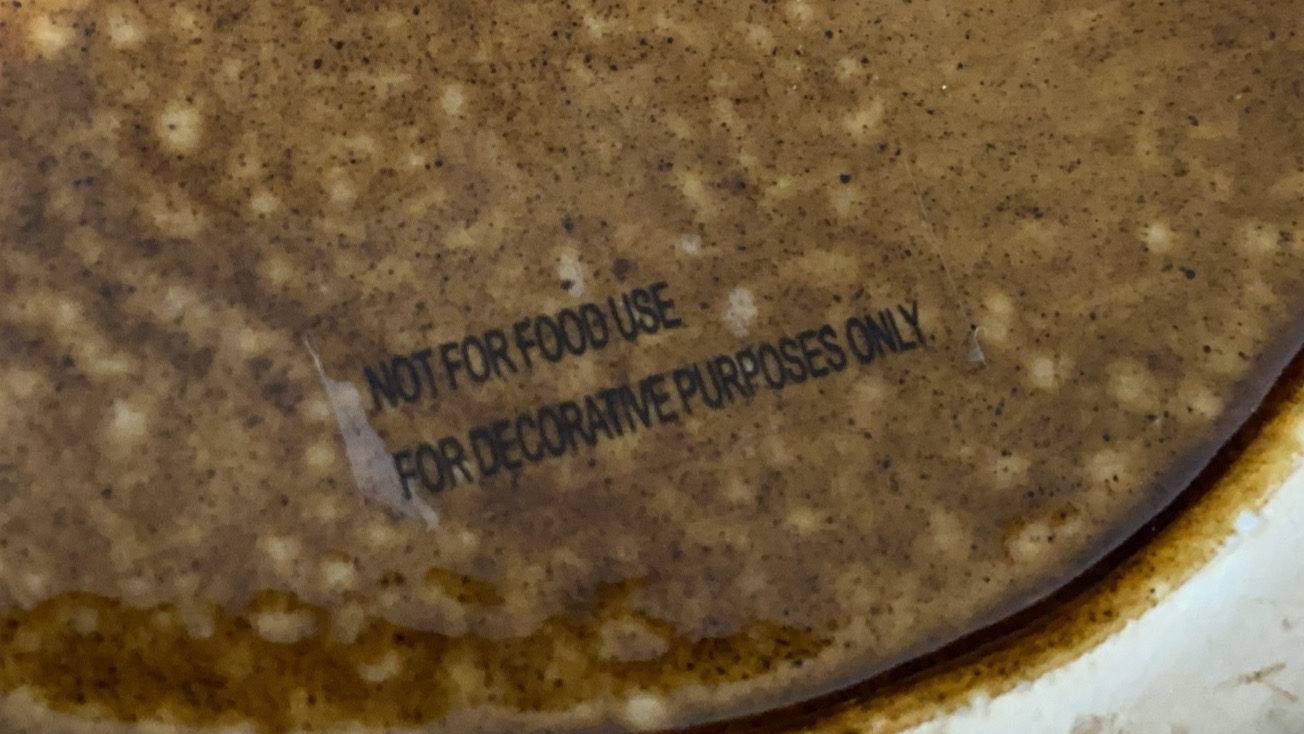 NOT FOR FOOD USE
FOR DECORATIVE PURPOSES ONLY.